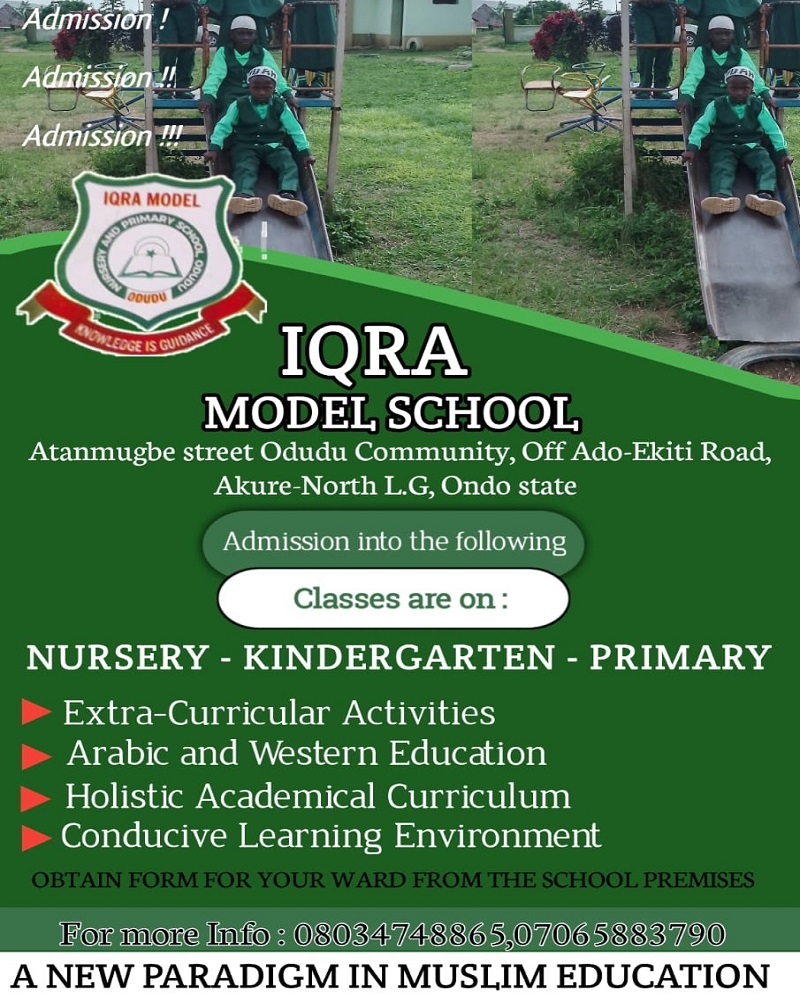 Admission !
Admission !!
Admission !!!
IQRA MODEL
NURSERY AND PRIMARY SCHOOL ODUDU
ODUDU
KNOWLEDGE IS GUIDANCE
IQRA
MODEL SCHOOL
Atanmugbe street Odudu Community, Off Ado-Ekiti Road,
Akure-North L.G, Ondo state
Admission into the following
Classes are on :
NURSERY - KINDERGARTEN - PRIMARY
Extra-Curricular Activities
Arabic and Western Education
Holistic Academical Curriculum
Conducive Learning Environment
OBTAIN FORM FOR YOUR WARD FROM THE SCHOOL PREMISES
For more Info : 08034748865,07065883790
A NEW PARADIGM IN MUSLIM EDUCATION